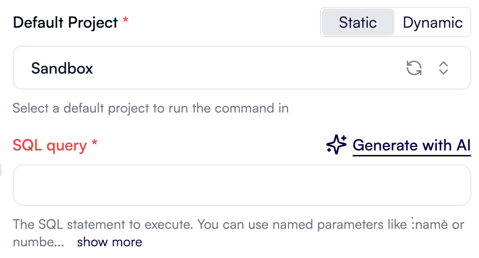 Default Project *
Static Dynamic
Sandbox
Select a default project to run the command in
SQL query * Generate with AI
The SQL statement to execute. You can use named parameters like :name or
numbe... show more